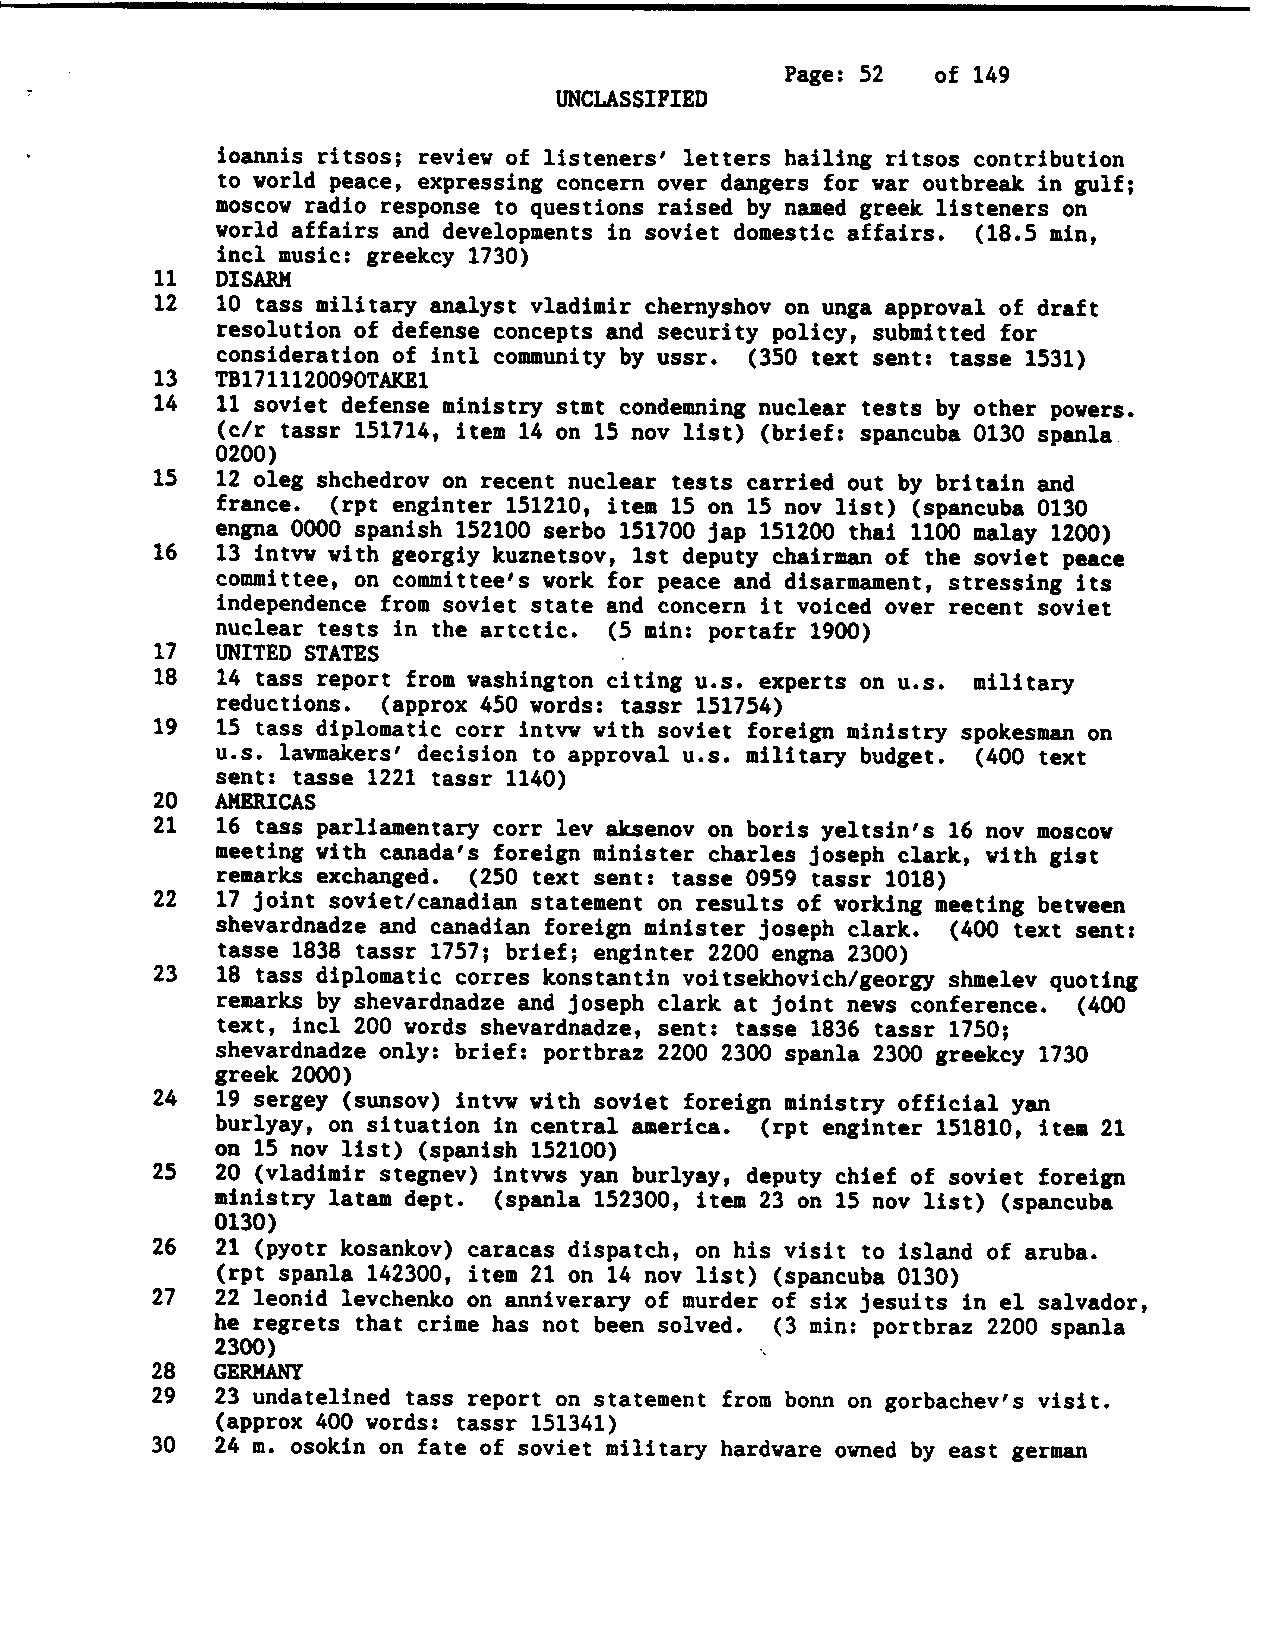 Page: 52 of 149
UNCLASSIFIED
ioannis ritsos; review of listeners' letters hailing ritsos contribution
to world peace, expressing concern over dangers for war outbreak in gulf;
moscow radio response to questions raised by named greek listeners on
world affairs and developments in soviet domestic affairs. (18.5 min,
incl music: greekcy 1730)
11 DISARM
12 10 tass military analyst vladimir chernyshov on unga approval of draft
resolution of defense concepts and security policy, submitted for
consideration of intl community by ussr. (350 text sent: tasse 1531)
13 TB1711120090TAKE1
14 11 soviet defense ministry stmt condemning nuclear tests by other powers.
(c/r tassr 151714, item 14 on 15 nov list) (brief: spancuba 0130 spanla
0200)
15 12 oleg shchedrov on recent nuclear tests carried out by britain and
france. (rpt enginter 151210, item 15 on 15 nov list) (spancuba 0130
engna 0000 spanish 152100 serbo 151700 jap 151200 thai 1100 malay 1200)
16 13 intvw with georgiy kuznetsov, 1st deputy chairman of the soviet peace
committee, on committee's work for peace and disarmament, stressing its
independence from soviet state and concern it voiced over recent soviet
nuclear tests in the artctic. (5 min: portafr 1900)
17 UNITED STATES
18 14 tass report from washington citing u.s. experts on u.s. military
reductions. (approx 450 words: tassr 151754)
19 15 tass diplomatic corr intvw with soviet foreign ministry spokesman on
u.s. lawmakers' decision to approval u.s. military budget. (400 text
sent: tasse 1221 tassr 1140)
20 AMERICAS
21 16 tass parliamentary corr lev aksenov on boris yeltsin's 16 nov moscow
meeting with canada's foreign minister charles joseph clark, with gist
remarks exchanged. (250 text sent: tasse 0959 tassr 1018)
22 17 joint soviet/canadian statement on results of working meeting between
shevardnadze and canadian foreign minister joseph clark. (400 text sent:
tasse 1838 tassr 1757; brief; enginter 2200 engna 2300)
23 18 tass diplomatic corres konstantin voitsekhovich/georgy shmelev quoting
remarks by shevardnadze and joseph clark at joint news conference. (400
text, incl 200 words shevardnadze, sent: tasse 1836 tassr 1750;
shevardnadze only: brief: portbraz 2200 2300 spanla 2300 greekcy 1730
greek 2000)
24 19 sergey (sunsov) intvw with soviet foreign ministry official yan
burlyay, on situation in central america. (rpt enginter 151810, item 21
on 15 nov list) (spanish 152100)
25 20 (vladimir stegnev) intvws yan burlyay, deputy chief of soviet foreign
ministry latam dept. (spanla 152300, item 23 on 15 nov list) (spancuba
0130)
26 21 (pyotr kosankov) caracas dispatch, on his visit to island of aruba.
(rpt spanla 142300, item 21 on 14 nov list) (spancuba 0130)
27 22 leonid levchenko on anniverary of murder of six jesuits in el salvador,
he regrets that crime has not been solved. (3 min: portbraz 2200 spanla
2300)
28 GERMANY
29 23 undatelined tass report on statement from bonn on gorbachev's visit.
(approx 400 words: tassr 151341)
30 24 m. osokin on fate of soviet military hardware owned by east german